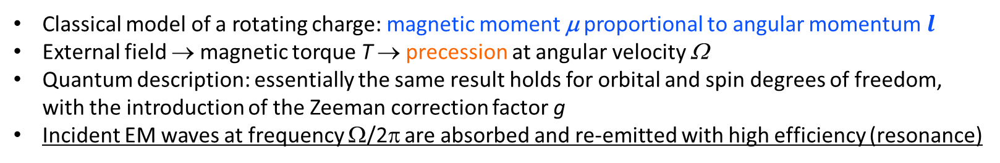 • Classical model of a rotating charge: magnetic moment μ proportional to angular momentum l
• External field → magnetic torque T → precession at angular velocity Ω
• Quantum description: essentially the same result holds for orbital and spin degrees of freedom,
with the introduction of the Zeeman correction factor g
• Incident EM waves at frequency Ω/2π are absorbed and re-emitted with high efficiency (resonance)